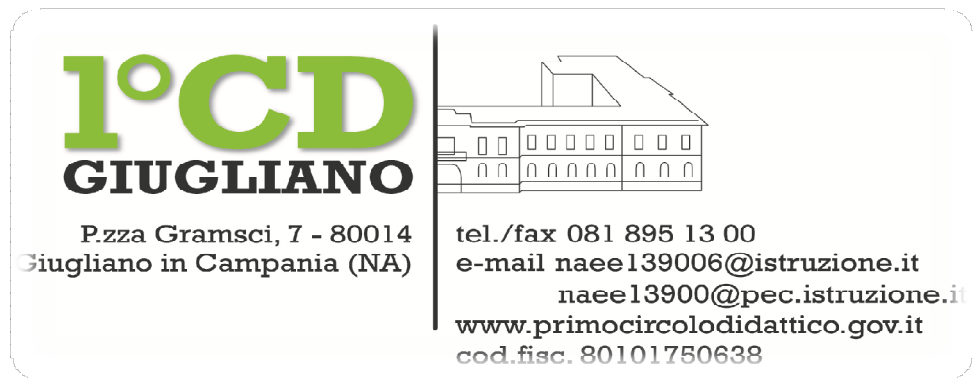 1°CD
GIUGLIANO
P.zza Gramsci, 7 - 80014
Giugliano in Campania (NA)
tel./fax 081 895 13 00
e-mail naee139006@istruzione.it
naee13900@pec.istruzione.it
www.primocircolodidattico.gov.it
cod.fisc. 80101750638